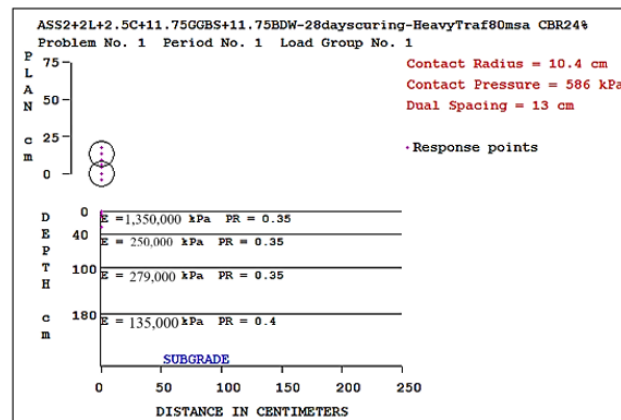 ASS2+2L+2.5C+11.75GGBS+11.75BDW-28dayscuring-HeavyTraf80msa CBR24%
Problem No. 1 Period No. 1 Load Group No. 1
PLAN cm
75
50
25
0
Contact Radius = 10.4 cm
Contact Pressure = 586 kPa
Dual Spacing = 13 cm
Response points
DEPTH cm
0
E =1,350,000 kPa PR = 0.35
40
E = 250,000 kPa PR = 0.35
100
E = 279,000 kPa PR = 0.35
180
E = 135,000 kPa PR = 0.4
SUBGRADE
0 50 100 150 200 250
DISTANCE IN CENTIMETERS